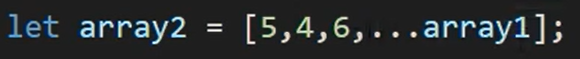 let array2 = [5,4,6,...array1];